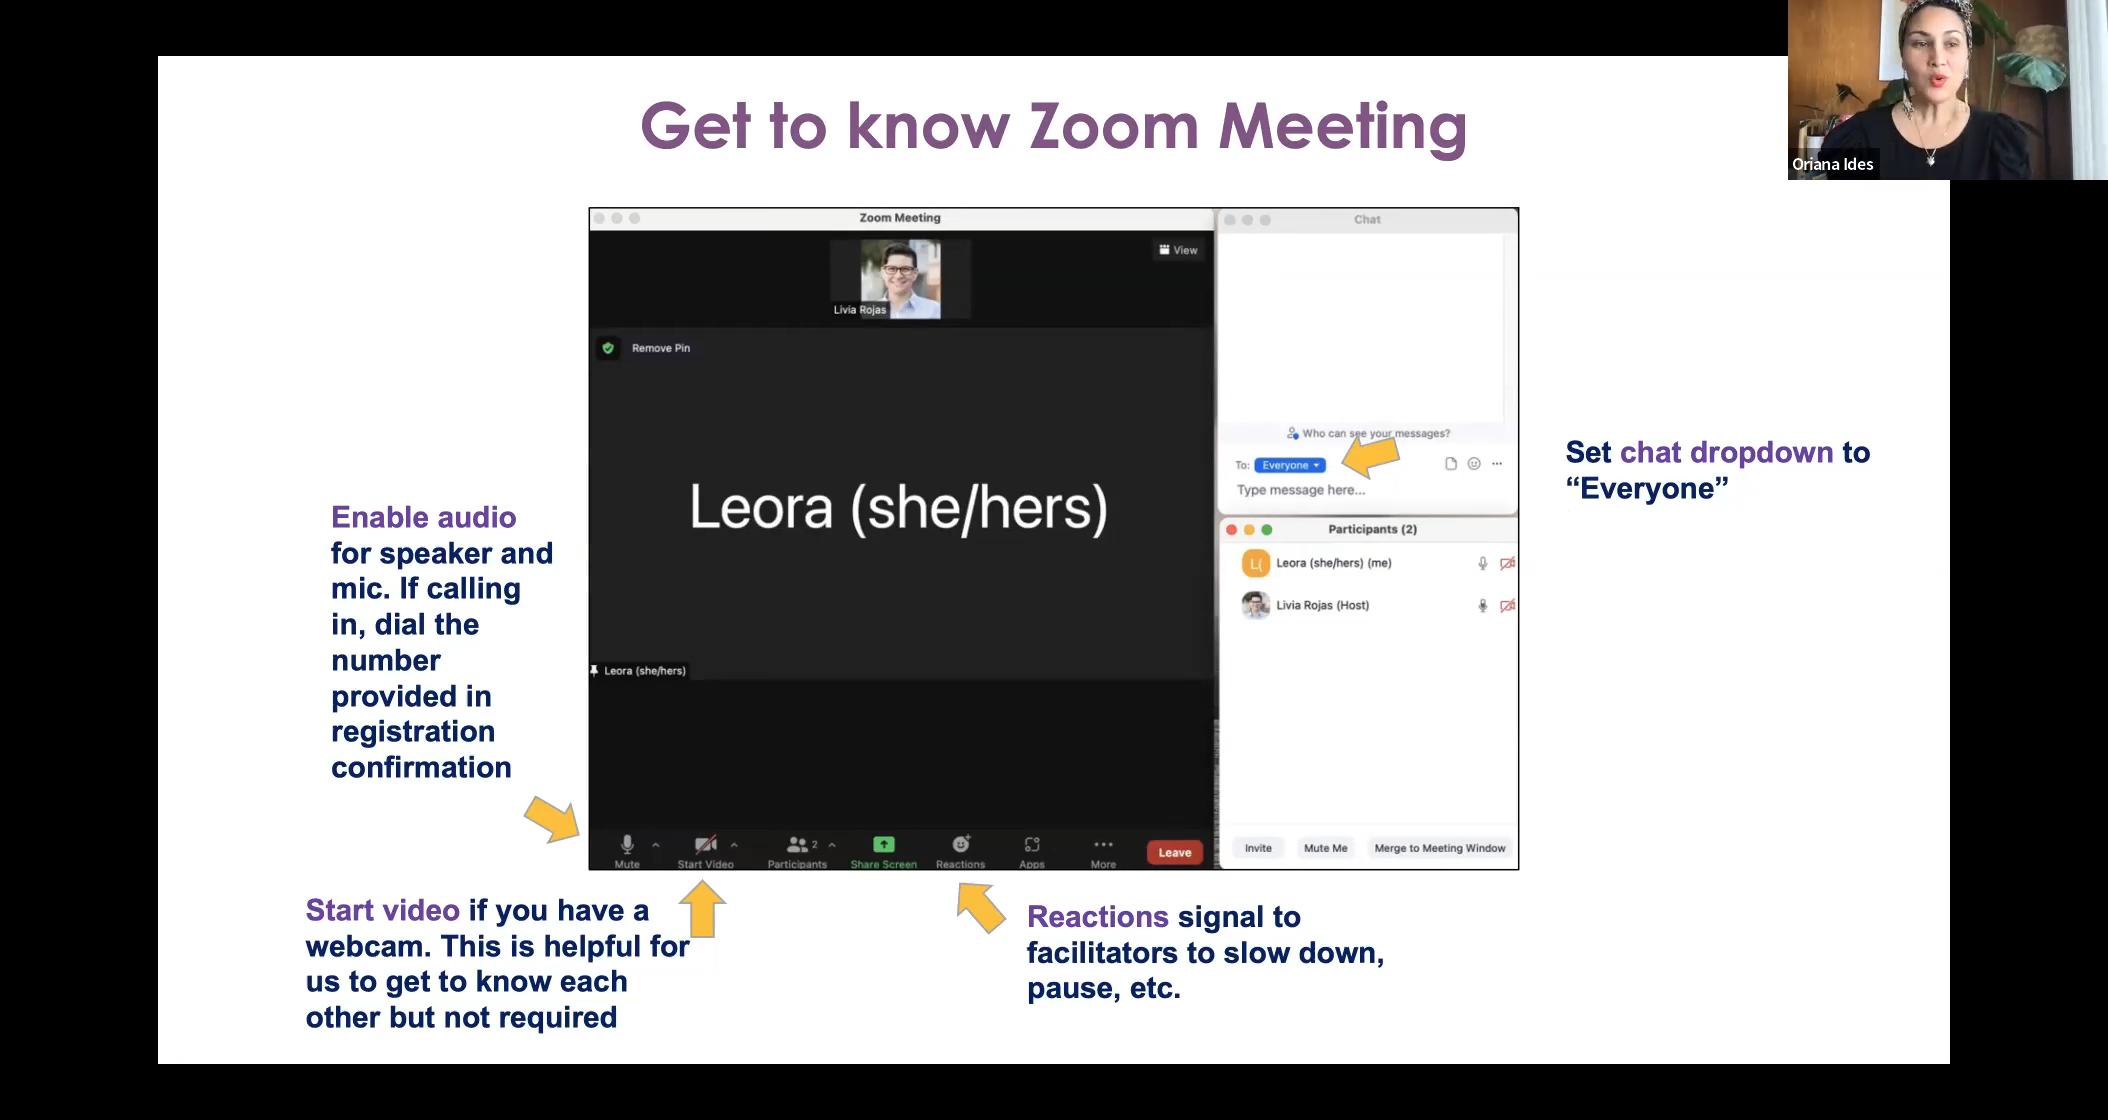 Get to know Zoom Meeting
Oriana Ides
Zoom Meeting
View
Livia Rojas
Remove Pin
Leora (she/hers)
Leora (she/hers)
Mute
Start Video
Participants
2
Share Screen
Reactions
Apps
More
Leave
Chat
Who can see your messages?
To: Everyone
Type message here...
Participants (2)
L(
Leora (she/hers) (me)
Livia Rojas (Host)
Invite
Mute Me
Merge to Meeting Window
Enable audio
for speaker and
mic. If calling
in, dial the
number
provided in
registration
confirmation
Set chat dropdown to
“Everyone”
Start video if you have a
webcam. This is helpful for
us to get to know each
other but not required
Reactions signal to
facilitators to slow down,
pause, etc.